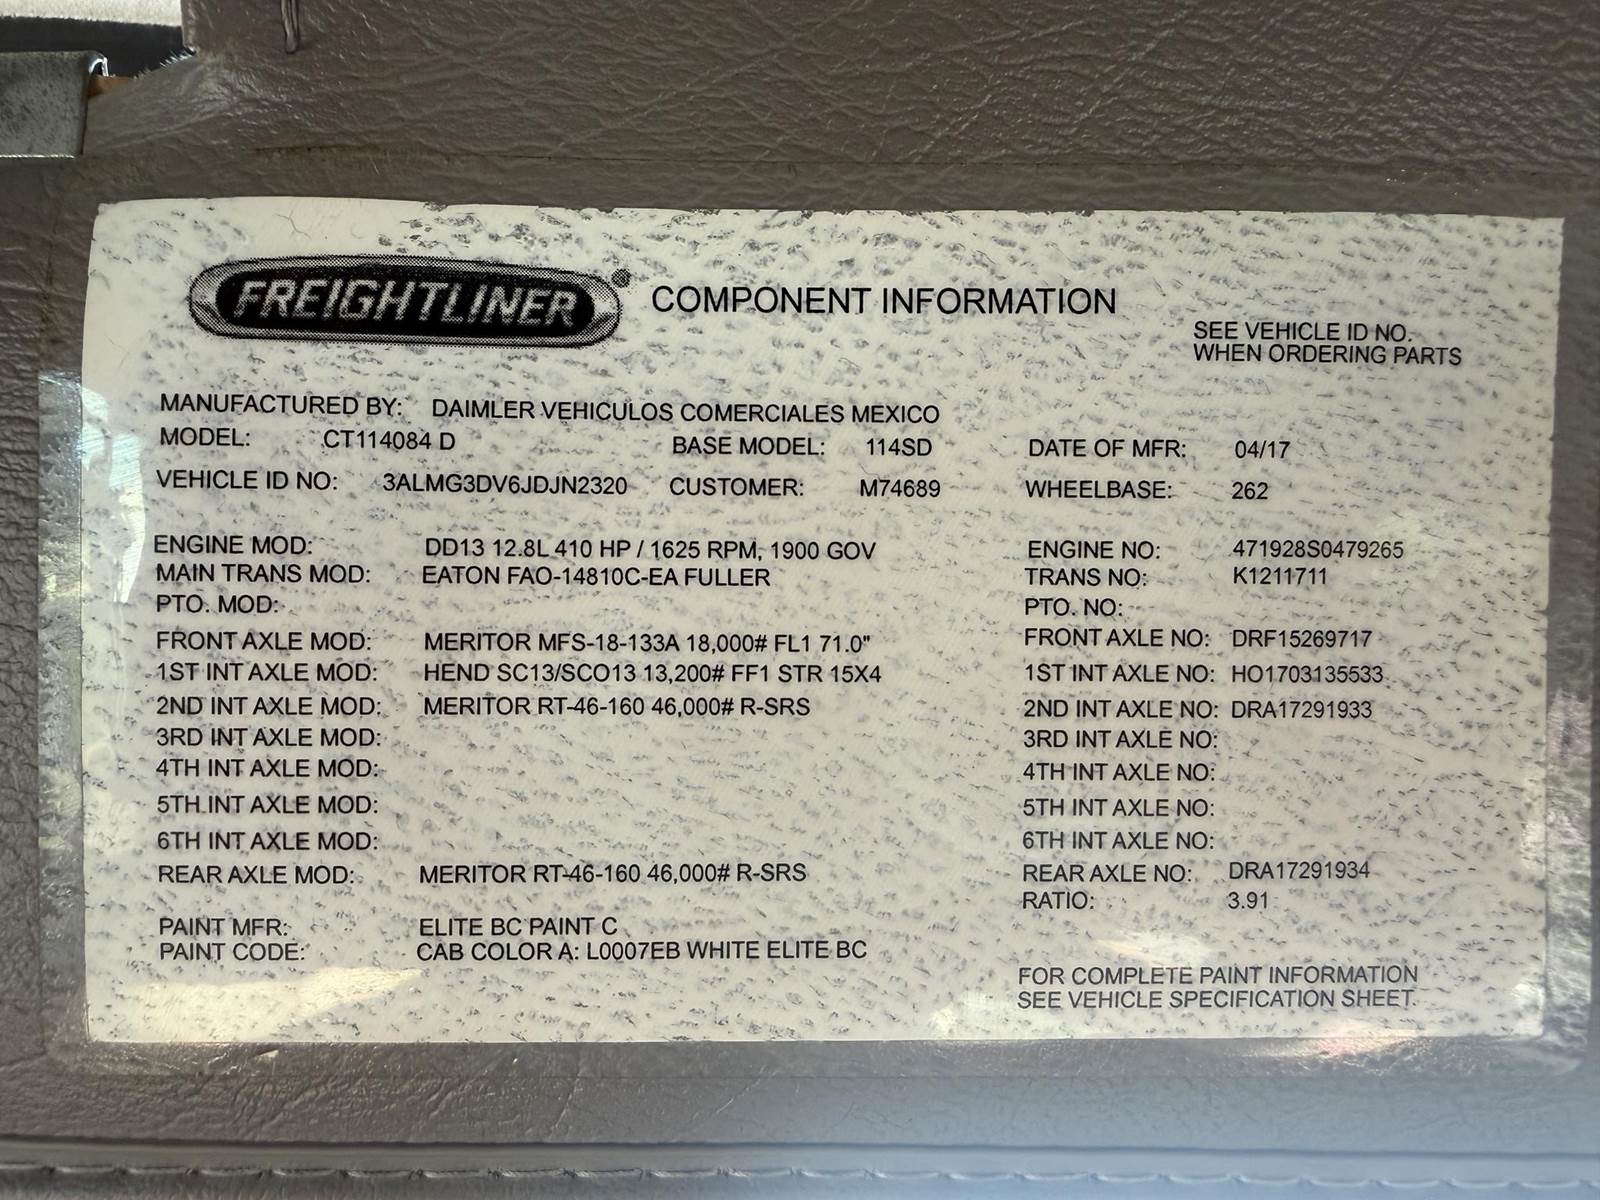 FREIGHTLINER COMPONENT INFORMATION
SEE VEHICLE ID NO.
WHEN ORDERING PARTS
MANUFACTURED BY: DAIMLER VEHICULOS COMERCIALES MEXICO
MODEL: CT114084 D BASE MODEL: 114SD DATE OF MFR: 04/17
VEHICLE ID NO: 3ALMG3DV6JDJN2320 CUSTOMER: M74689 WHEELBASE: 262
ENGINE MOD: DD13 12.8L 410 HP / 1625 RPM, 1900 GOV ENGINE NO: 471928S0479265
MAIN TRANS MOD: EATON FAO-14810C-EA FULLER TRANS NO: K1211711
PTO. MOD: PTO. NO:
FRONT AXLE MOD: MERITOR MFS-18-133A 18,000# FL1 71.0" FRONT AXLE NO: DRF15269717
1ST INT AXLE MOD: HEND SC13/SCO13 13,200# FF1 STR 15X4 1ST INT AXLE NO: HO1703135533
2ND INT AXLE MOD: MERITOR RT-46-160 46,000# R-SRS 2ND INT AXLE NO: DRA17291933
3RD INT AXLE MOD: 3RD INT AXLE NO:
4TH INT AXLE MOD: 4TH INT AXLE NO:
5TH INT AXLE MOD: 5TH INT AXLE NO:
6TH INT AXLE MOD: 6TH INT AXLE NO:
REAR AXLE MOD: MERITOR RT-46-160 46,000# R-SRS REAR AXLE NO: DRA17291934
RATIO: 3.91
PAINT MFR: ELITE BC PAINT C
PAINT CODE: CAB COLOR A: L0007EB WHITE ELITE BC
FOR COMPLETE PAINT INFORMATION
SEE VEHICLE SPECIFICATION SHEET.